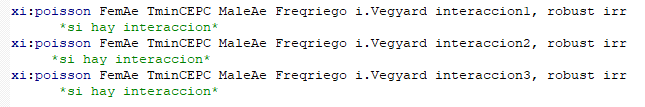 xi:poisson FemAe TminCEPC MaleAe Freqriego i.Vegyard interaccion1, robust irr
*si hay interaccion*
xi:poisson FemAe TminCEPC MaleAe Freqriego i.Vegyard interaccion2, robust irr
*si hay interaccion*
xi:poisson FemAe TminCEPC MaleAe Freqriego i.Vegyard interaccion3, robust irr
*si hay interaccion*